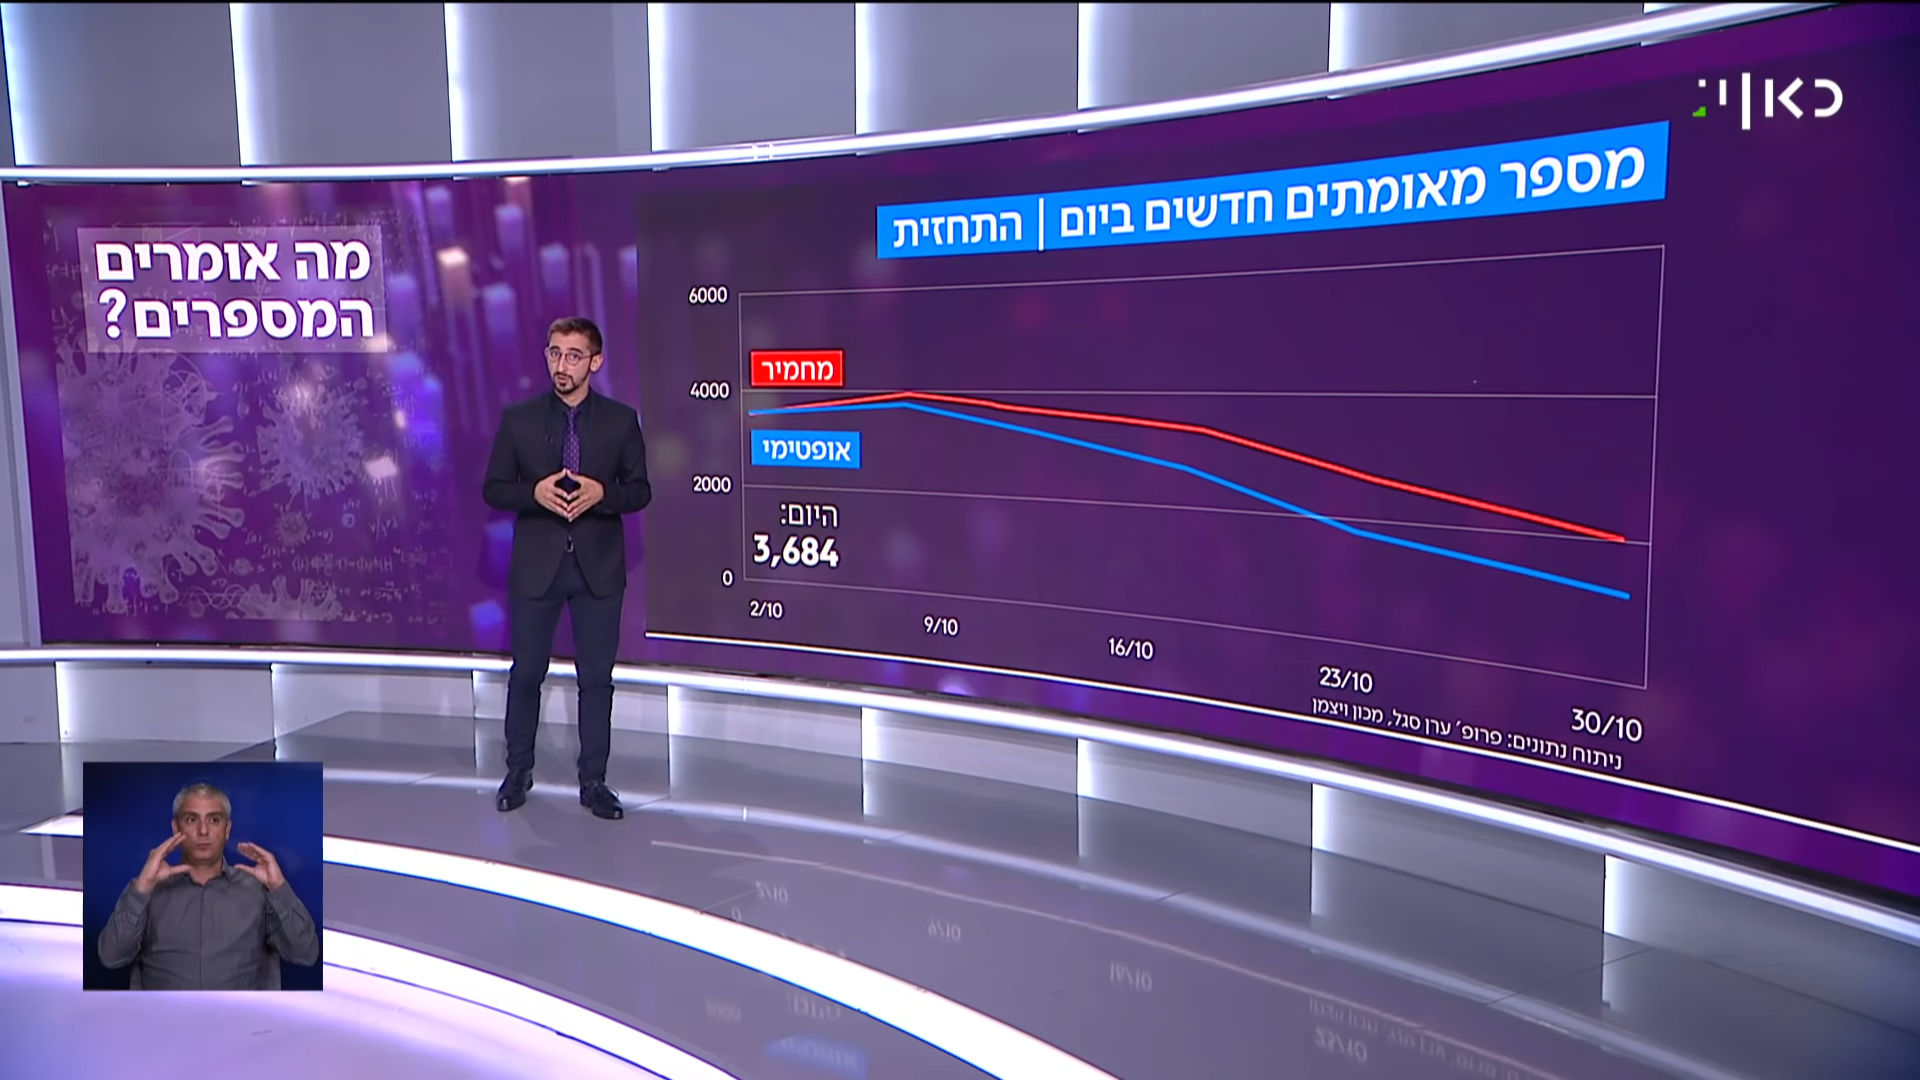 כאן
מספר מאומתים חדשים ביום | התחזית
מה אומרים
המספרים?
6000
מחמיר
4000
אופטימי
2000
היום:
3,684
0
2/10
9/10
16/10
23/10
30/10
ניתוח נתונים: פרופ׳ ערן סגל, מכון ויצמן